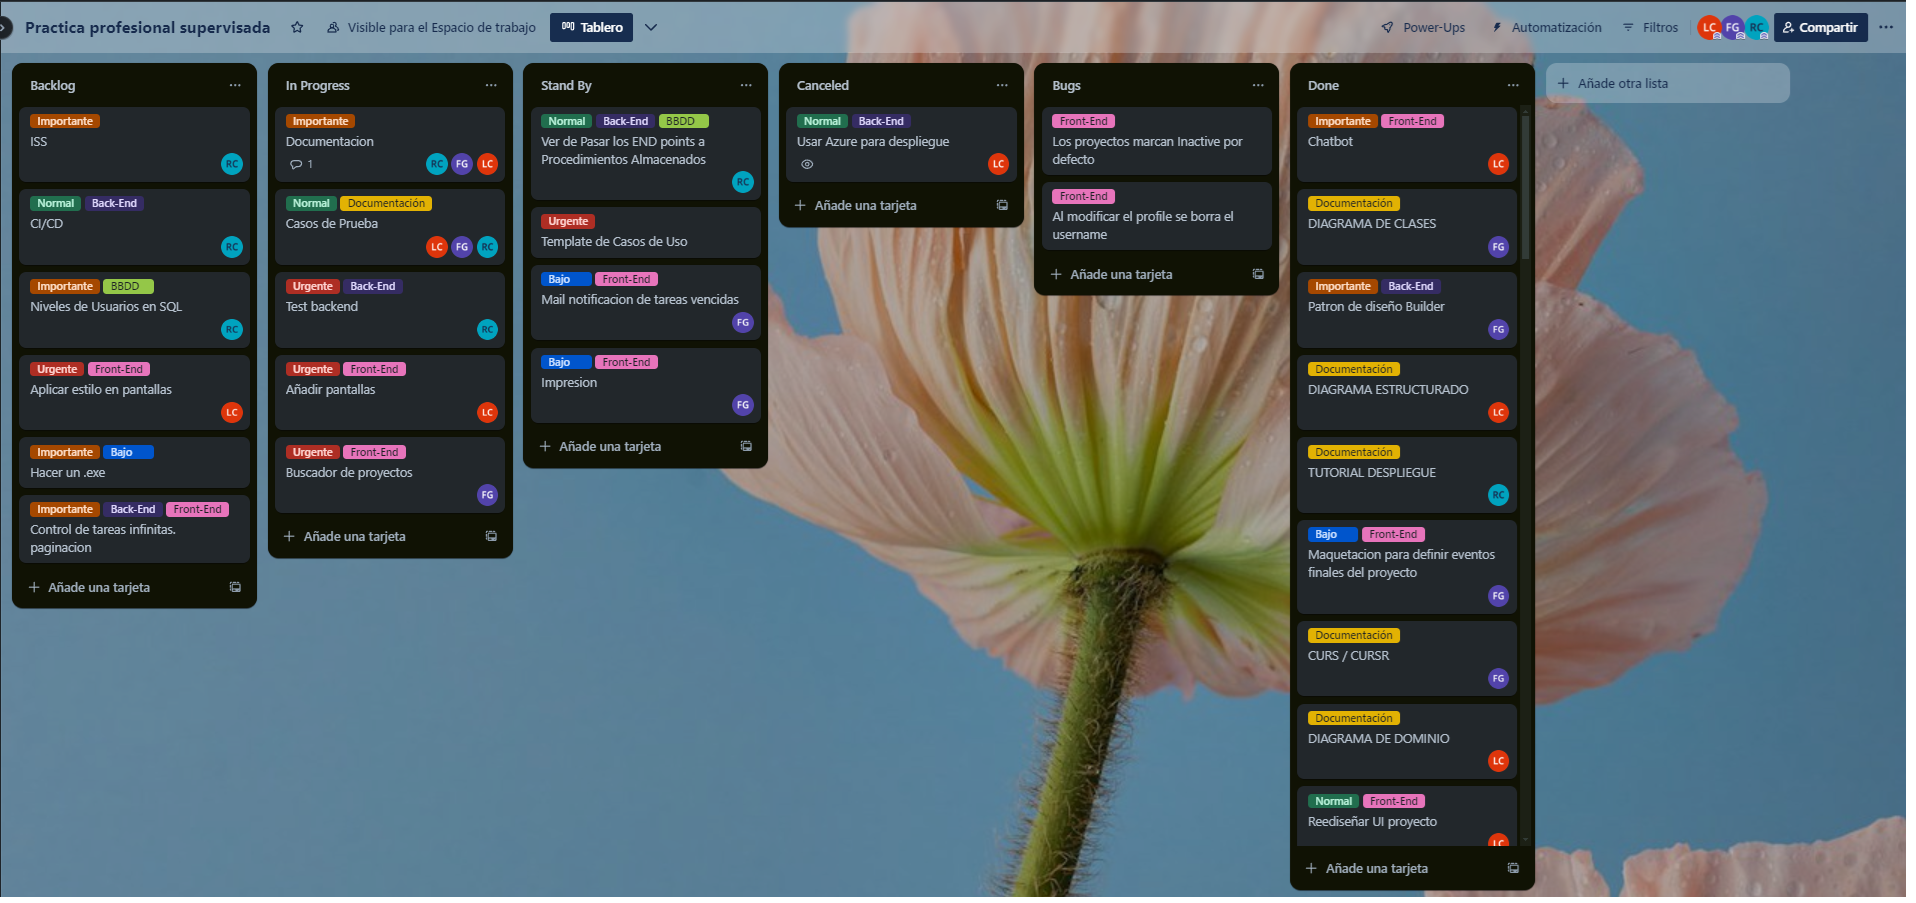 Practica profesional supervisada
Visible para el Espacio de trabajo
Tablero
Power-Ups
Automatización
Filtros
LC
FG
RC
Compartir
Backlog
Importante
ISS
RC
Normal Back-End
CI/CD
RC
Importante BBDD
Niveles de Usuarios en SQL
RC
Urgente Front-End
Aplicar estilo en pantallas
LC
Importante Bajo
Hacer un .exe
Importante Back-End Front-End
Control de tareas infinitas.
paginacion
+ Añade una tarjeta
In Progress
Importante
Documentacion
1
RC FG LC
Normal Documentación
Casos de Prueba
LC FG RC
Urgente Back-End
Test backend
RC
Urgente Front-End
Añadir pantallas
LC
Urgente Front-End
Buscador de proyectos
FG
+ Añade una tarjeta
Stand By
Normal Back-End BBDD
Ver de Pasar los END points a
Procedimientos Almacenados
RC
Urgente
Template de Casos de Uso
Bajo Front-End
Mail notificacion de tareas vencidas
FG
Bajo Front-End
Impresion
FG
+ Añade una tarjeta
Canceled
Normal Back-End
Usar Azure para despliegue
LC
+ Añade una tarjeta
Bugs
Front-End
Los proyectos marcan Inactive por
defecto
Front-End
Al modificar el profile se borra el
username
+ Añade una tarjeta
Done
Importante Front-End
Chatbot
LC
Documentación
DIAGRAMA DE CLASES
FG
Importante Back-End
Patron de diseño Builder
FG
Documentación
DIAGRAMA ESTRUCTURADO
LC
Documentación
TUTORIAL DESPLIEGUE
RC
Bajo Front-End
Maquetacion para definir eventos
finales del proyecto
FG
Documentación
CURS / CURSR
FG
Documentación
DIAGRAMA DE DOMINIO
LC
Normal Front-End
Reediseñar UI proyecto
LC
+ Añade una tarjeta
+ Añade otra lista